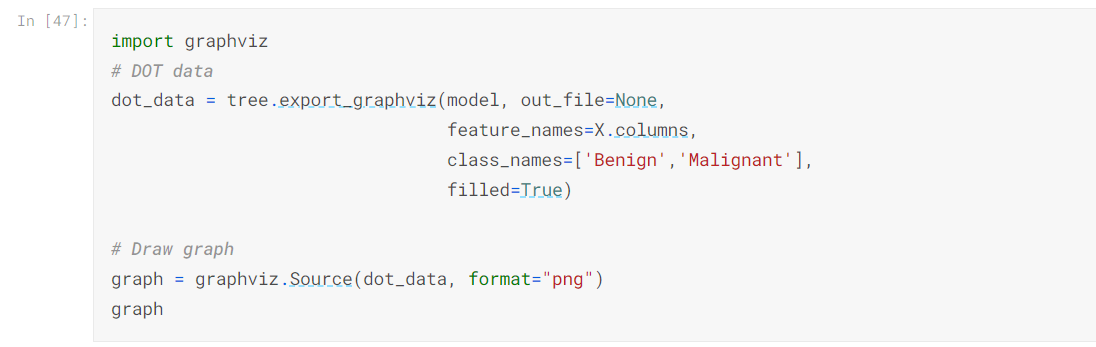 In [47]:
import graphviz
# DOT data
dot_data = tree.export_graphviz(model, out_file=None,
                                feature_names=X.columns,
                                class_names=['Benign','Malignant'],
                                filled=True)

# Draw graph
graph = graphviz.Source(dot_data, format="png")
graph